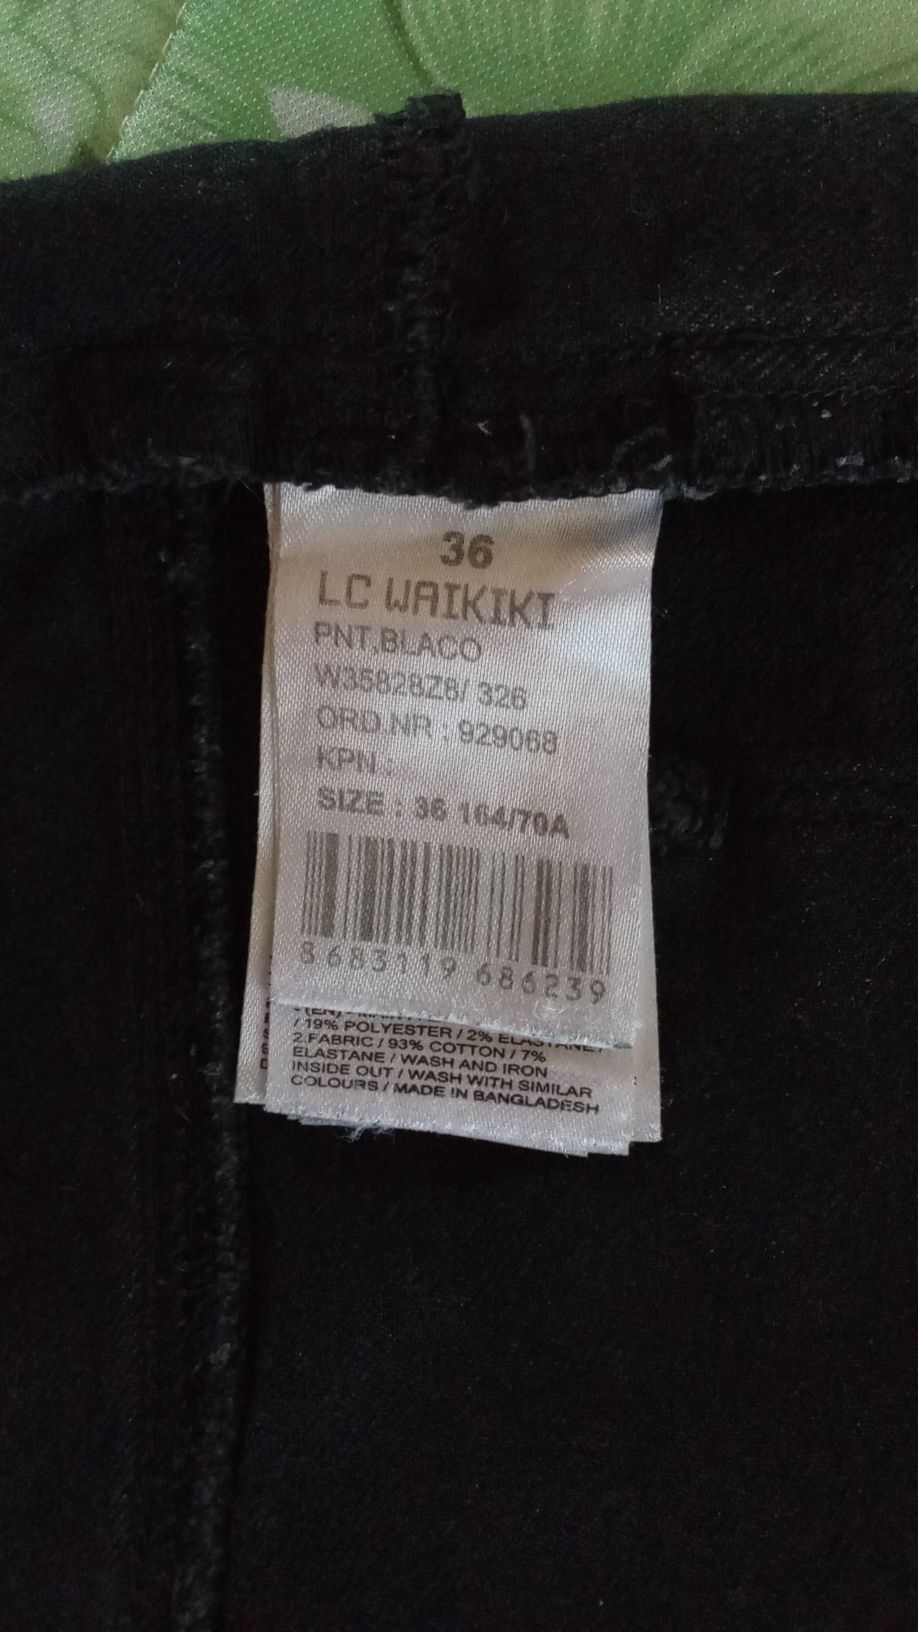 36
LC WAIKIKI
PNT.BLACO
W35828Z8/ 326
ORD.NR : 929068
KPN :
SIZE : 36 164/70A
8 683119 686239
/ 19% POLYESTER / 2% ELASTANE /
2.FABRIC / 93% COTTON / 7%
ELASTANE / WASH AND IRON
INSIDE OUT / WASH WITH SIMILAR
COLOURS / MADE IN BANGLADESH